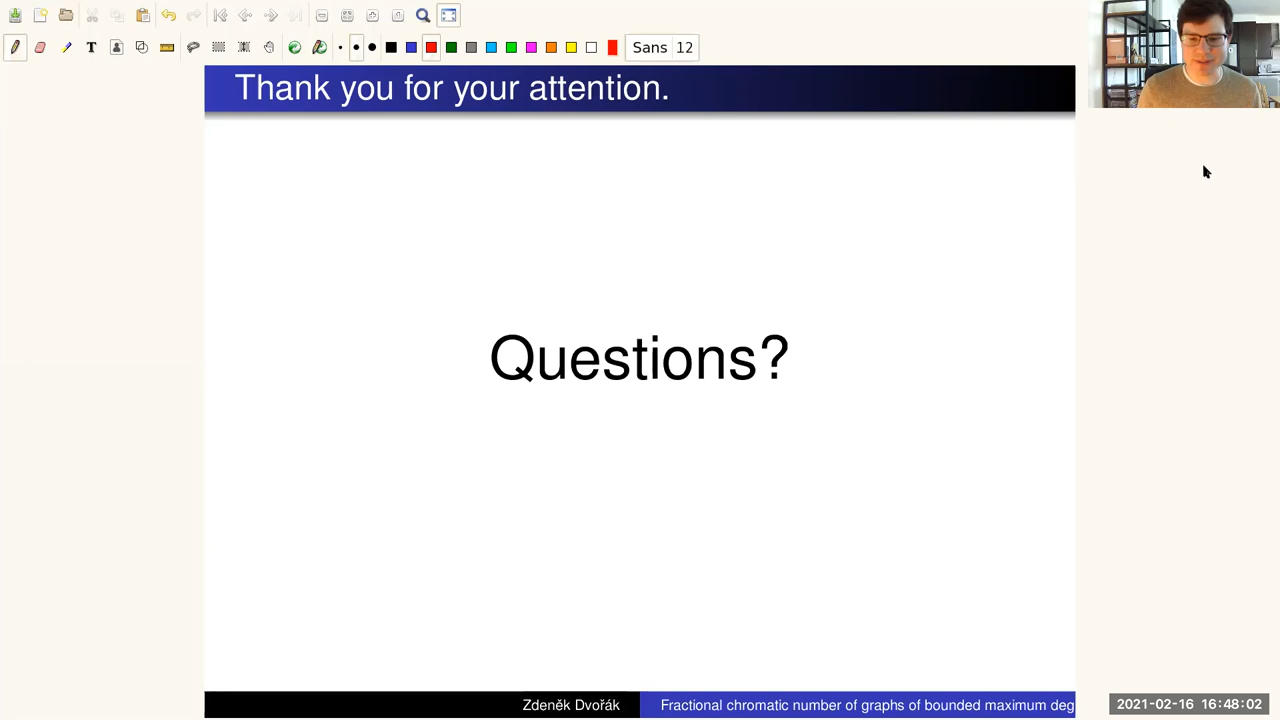 T
Sans 12
Thank you for your attention.
Questions?
Zdeněk Dvořák
Fractional chromatic number of graphs of bounded maximum deg
2021-02-16 16:48:02